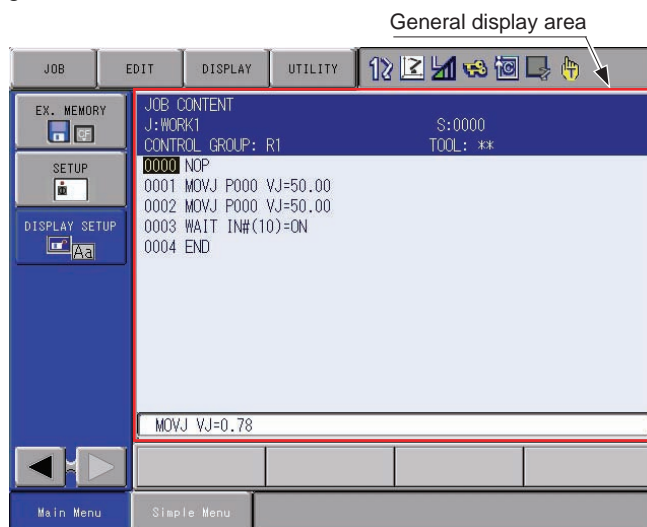 General display area
JOB
EDIT
DISPLAY
UTILITY
EX. MEMORY
CF
SETUP
DISPLAY SETUP
Aa
JOB CONTENT
J:WORK1 S:0000
CONTROL GROUP: R1 TOOL: **
0000 NOP
0001 MOVJ P000 VJ=50.00
0002 MOVJ P000 VJ=50.00
0003 WAIT IN#(10)=ON
0004 END
MOVJ VJ=0.78
Main Menu
Simple Menu